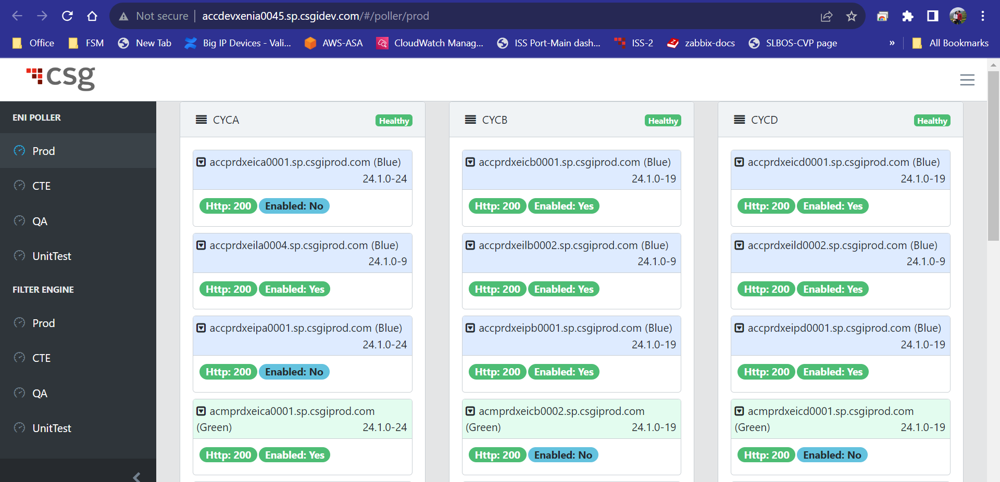 Not secure accdevxenia0045.sp.csgidev.com/#/poller/prod
Office FSM New Tab Big IP Devices - Vali... AWS-ASA CloudWatch Manag... ISS Port-Main dash... ISS-2 zabbix-docs SLBOS-CVP page » All Bookmarks
csg
ENI POLLER
Prod
CTE
QA
UnitTest
FILTER ENGINE
Prod
CTE
QA
UnitTest
CYCA Healthy
accprdxeica0001.sp.csgiprod.com (Blue)
24.1.0-24
Http: 200 Enabled: No
accprdxeila0004.sp.csgiprod.com (Blue)
24.1.0-9
Http: 200 Enabled: Yes
accprdxeipa0001.sp.csgiprod.com (Blue)
24.1.0-24
Http: 200 Enabled: No
acmprdxeica0001.sp.csgiprod.com
(Green) 24.1.0-24
Http: 200 Enabled: Yes
CYCB Healthy
accprdxeicb0001.sp.csgiprod.com (Blue)
24.1.0-19
Http: 200 Enabled: Yes
accprdxeilb0002.sp.csgiprod.com (Blue)
24.1.0-9
Http: 200 Enabled: Yes
accprdxeipb0001.sp.csgiprod.com (Blue)
24.1.0-19
Http: 200 Enabled: Yes
acmprdxeicb0002.sp.csgiprod.com
(Green) 24.1.0-19
Http: 200 Enabled: No
CYCD Healthy
accprdxeicd0001.sp.csgiprod.com (Blue)
24.1.0-19
Http: 200 Enabled: Yes
accprdxeild0002.sp.csgiprod.com (Blue)
24.1.0-9
Http: 200 Enabled: Yes
accprdxeipd0001.sp.csgiprod.com (Blue)
24.1.0-19
Http: 200 Enabled: Yes
acmprdxeicd0001.sp.csgiprod.com
(Green) 24.1.0-19
Http: 200 Enabled: No